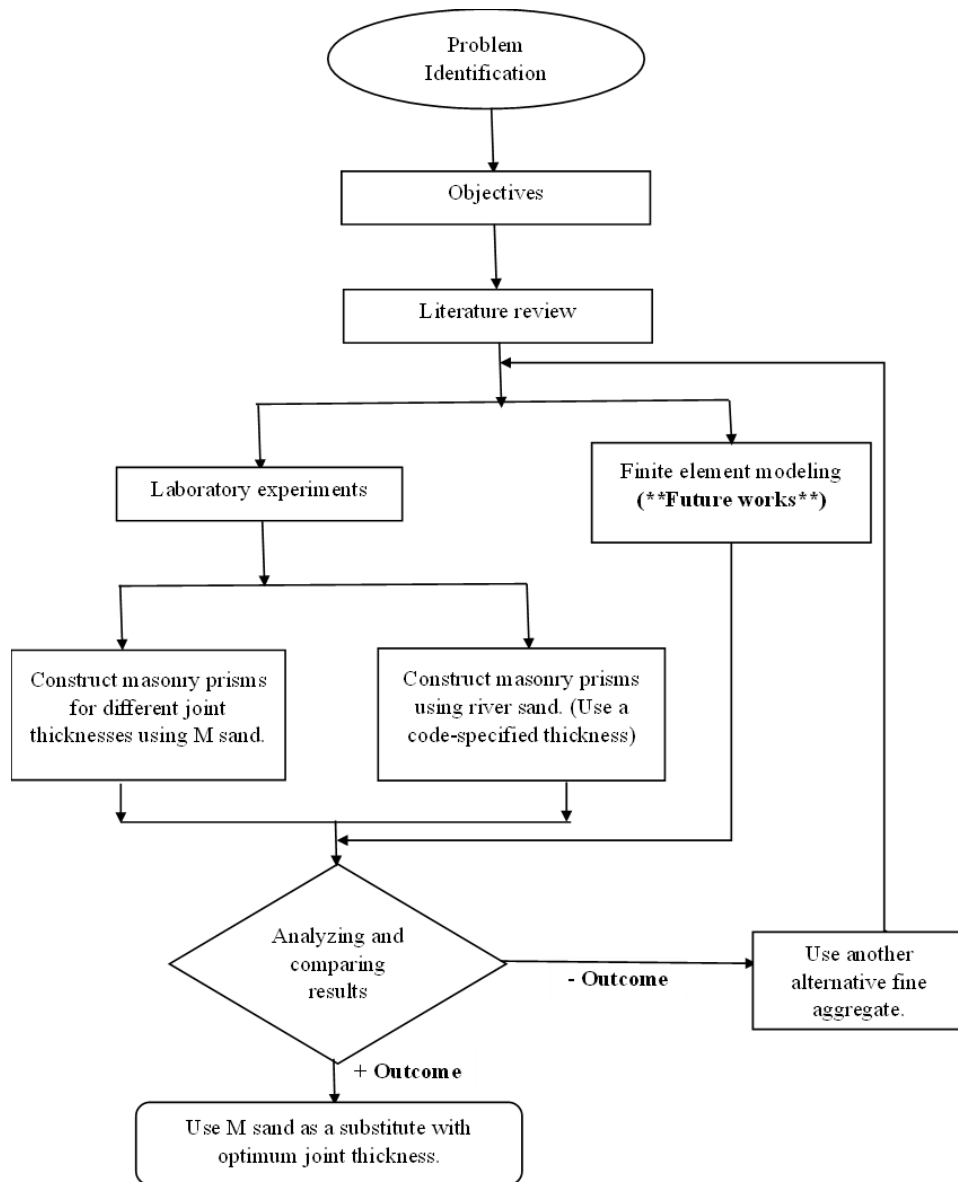 Problem
Identification
Objectives
Literature review
Laboratory experiments
Finite element modeling
(**Future works**)
Construct masonry prisms
for different joint
thicknesses using M sand.
Construct masonry prisms
using river sand. (Use a
code-specified thickness)
Analyzing and
comparing
results
- Outcome
Use another
alternative fine
aggregate.
+ Outcome
Use M sand as a substitute with
optimum joint thickness.